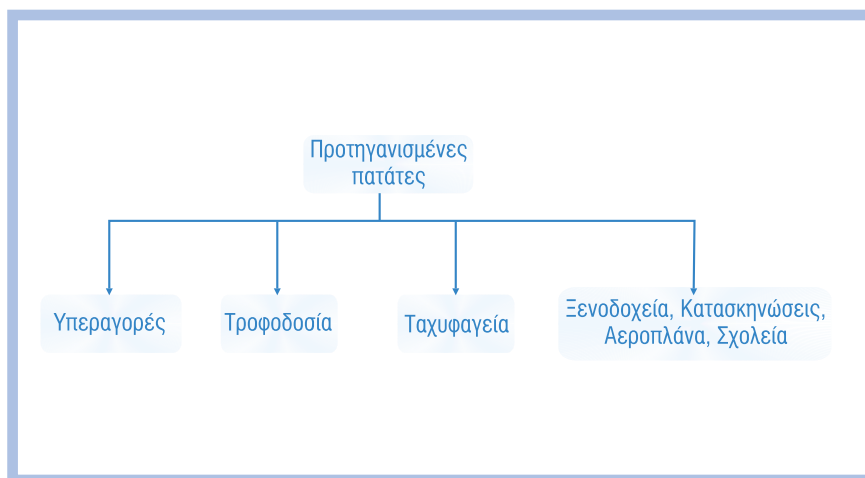 Προτηγανισμένες
πατάτες
Υπεραγορές
Τροφοδοσία
Ταχυφαγεία
Ξενοδοχεία, Κατασκηνώσεις,
Αεροπλάνα, Σχολεία